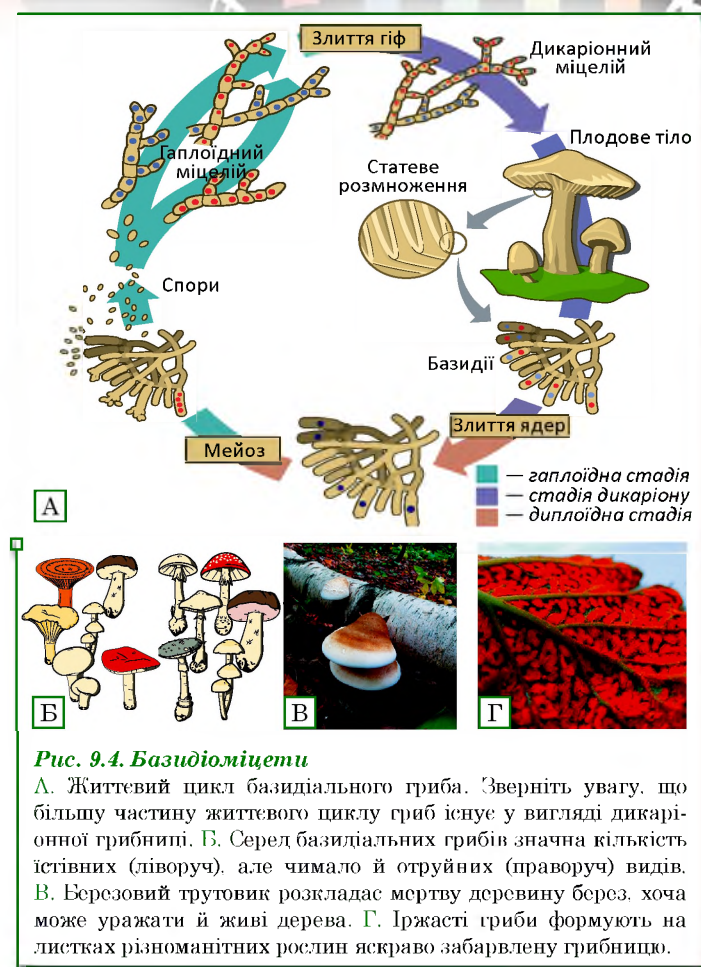 Злиття гіф
Дикаріонний
міцелій
Плодове тіло
Гаплоїдний
міцелій
Статеве
розмноження
Спори
Базидії
Злиття ядер
Мейоз
— гаплоїдна стадія
— стадія дикаріону
— диплоїдна стадія
А
Б
В
Г
Рис. 9.4. Базидіоміцети
А. Життєвий цикл базидіального гриба. Зверніть увагу, що
більшу частину життєвого циклу гриб існує у вигляді дикарі-
онної грибниці. Б. Серед базидіальних грибів значна кількість
їстівних (ліворуч), але чимало й отруйних (праворуч) видів.
В. Березовий трутовик розкладає мертву деревину берез, хоча
може уражати й живі дерева. Г. Іржасті гриби формують на
листках різноманітних рослин яскраво забарвлену грибницю.